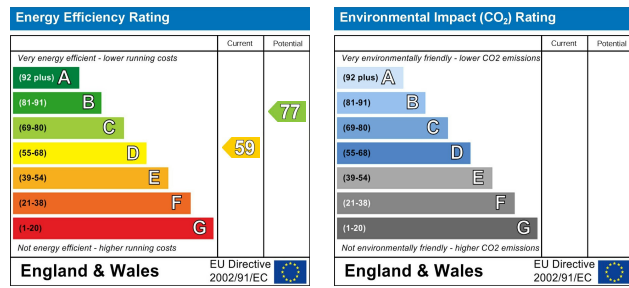 Energy Efficiency Rating
Current Potential
Very energy efficient - lower running costs
(92 plus) A
(81-91) B
(69-80) C
(55-68) D
(39-54) E
(21-38) F
(1-20) G
59
77
Not energy efficient - higher running costs
England & Wales
EU Directive
2002/91/EC
Environmental Impact (CO₂) Rating
Current Potential
Very environmentally friendly - lower CO2 emissions
(92 plus) A
(81-91) B
(69-80) C
(55-68) D
(39-54) E
(21-38) F
(1-20) G
Not environmentally friendly - higher CO2 emissions
England & Wales
EU Directive
2002/91/EC